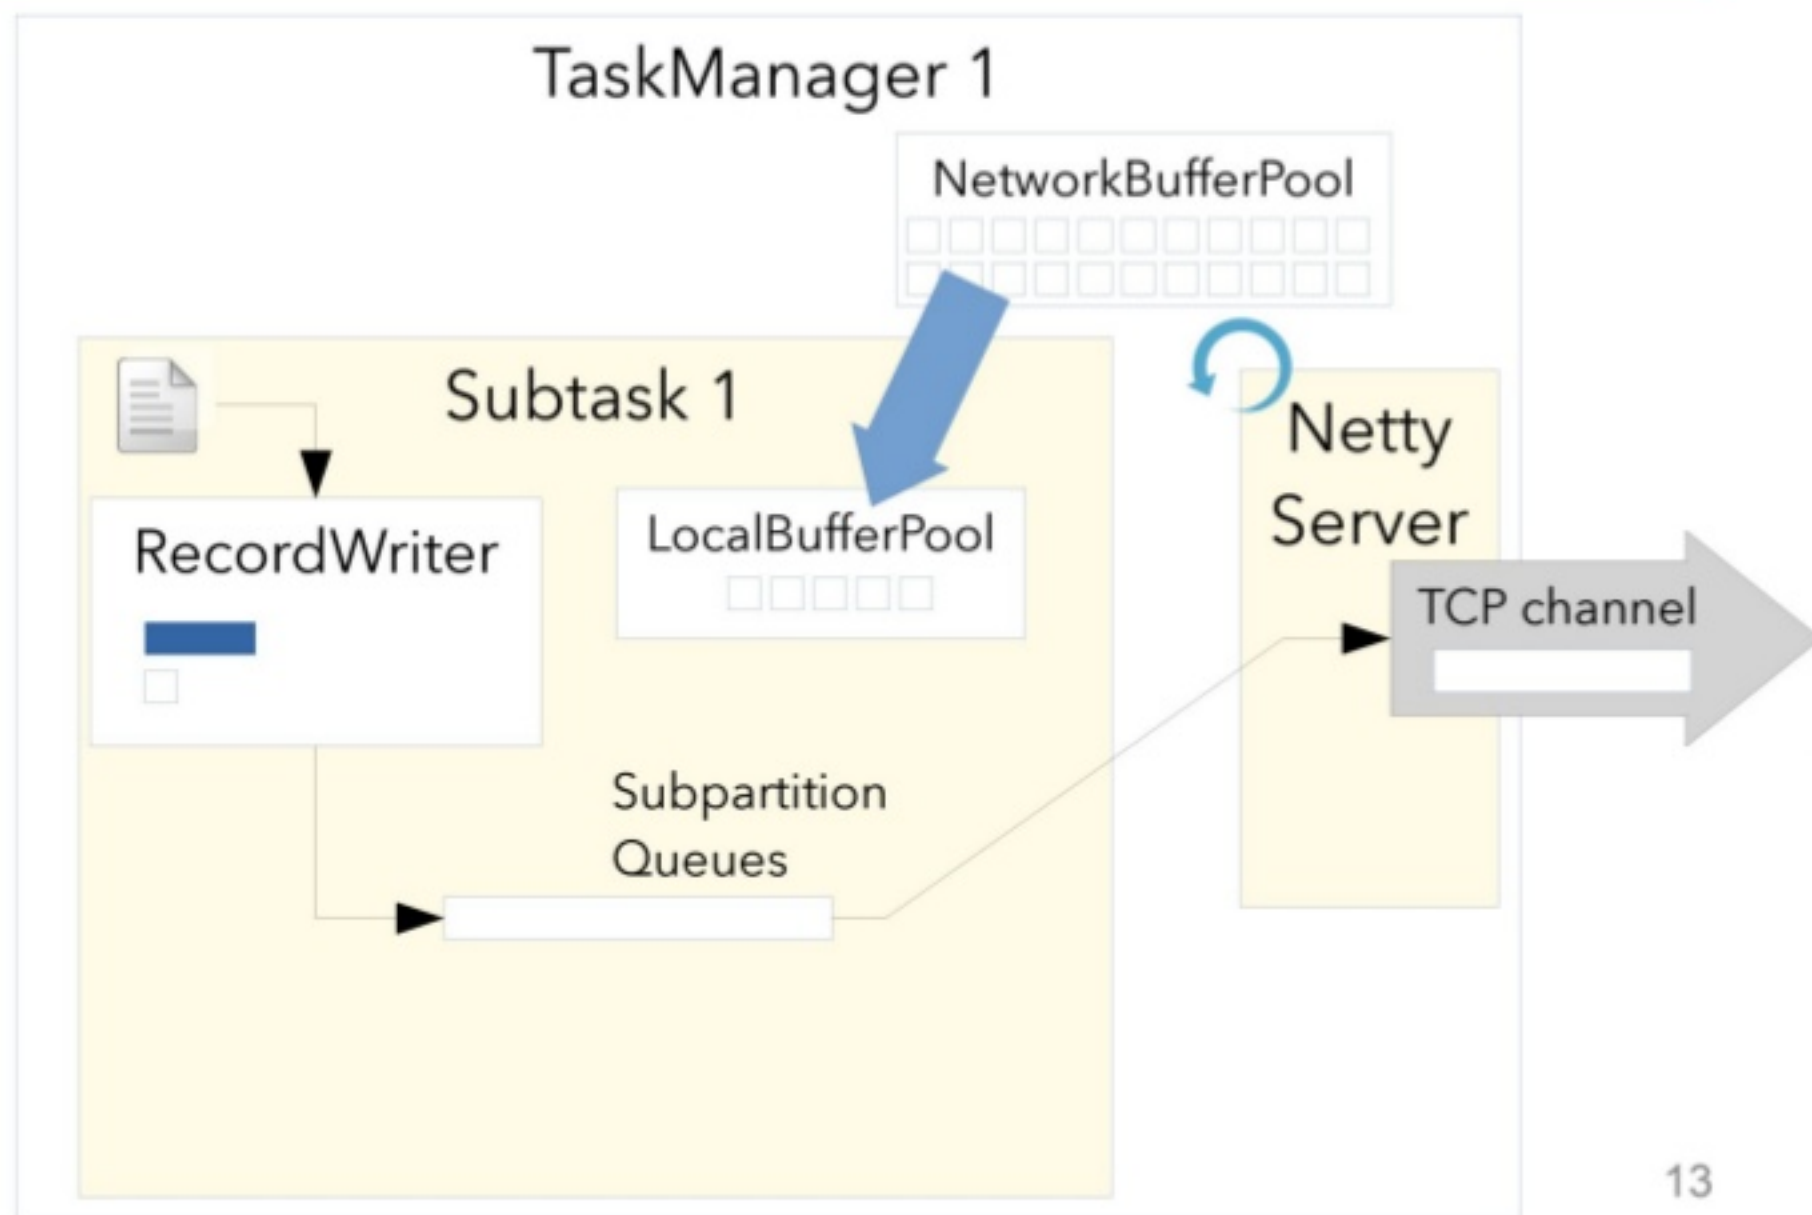 TaskManager 1
NetworkBufferPool
Subtask 1
Netty
Server
RecordWriter
LocalBufferPool
TCP channel
Subpartition
Queues
13